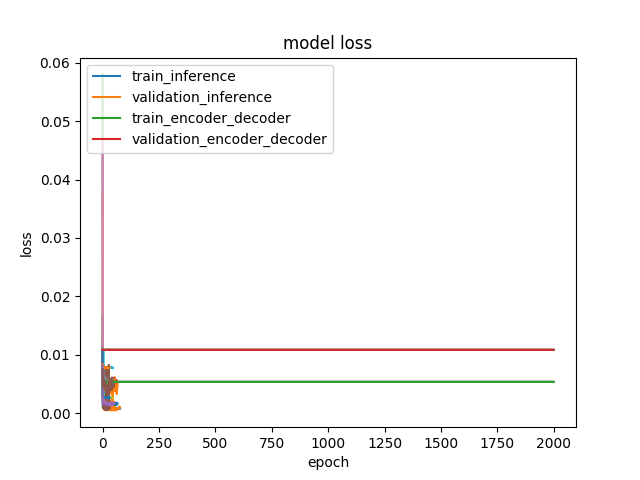 model loss
train_inference
validation_inference
train_encoder_decoder
validation_encoder_decoder
0.06
0.05
0.04
0.03
0.02
0.01
0.00
loss
0 250 500 750 1000 1250 1500 1750 2000
epoch